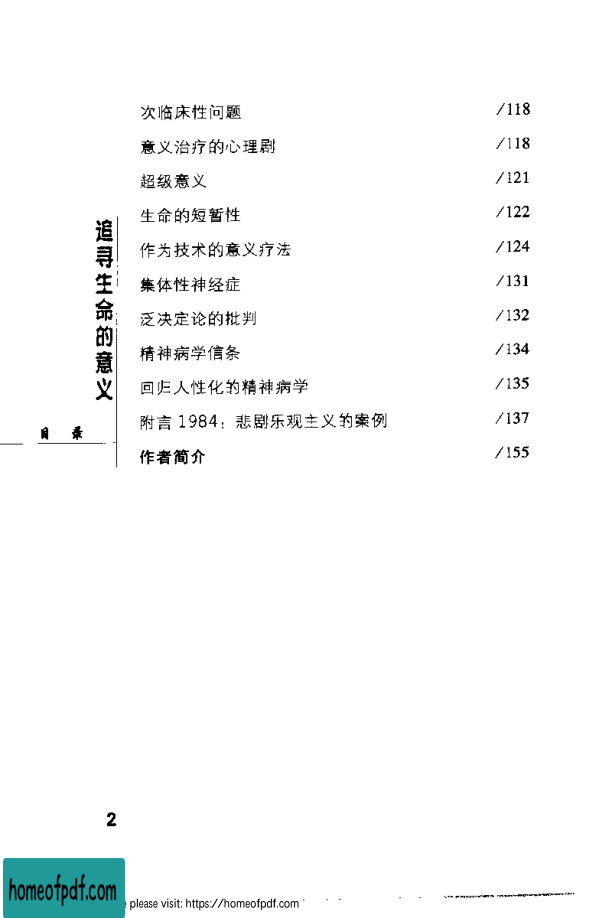 次临床性问题 /118
意义治疗的心理剧 /118
超级意义 /121
生命的短暂性 /122
作为技术的意义疗法 /124
集体性神经症 /131
泛决定论的批判 /132
精神病学信条 /134
回归人性化的精神病学 /135
附言 1984：悲剧乐观主义的案例 /137
作者简介 /155
追寻生命的意义
目 录
2
homeofpdf.com
please visit: https://homeofpdf.com